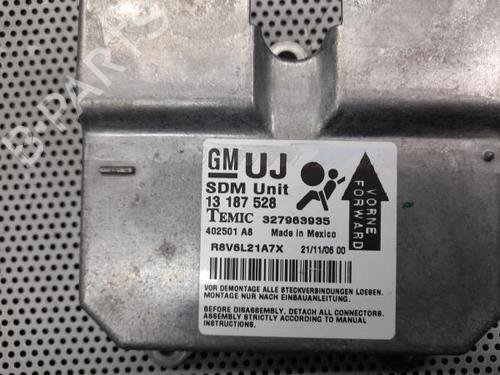 GM UJ
SDM Unit
13 187 528
TEMIC 327963935
402501 A8 Made in Mexico
R8V6L21A7X 21/11/06 00
VORNE
FORWARD
VOR DEMONTAGE ALLE STECKVERBINDUNGEN LOESEN.
MONTAGE NUR NACH EINBAUANLEITUNG.
BEFORE DISASSEMBLY, DETACH ALL CONNECTORS.
ASSEMBLY STRICTLY ACCORDING TO MANUAL
INSTRUCTIONS.